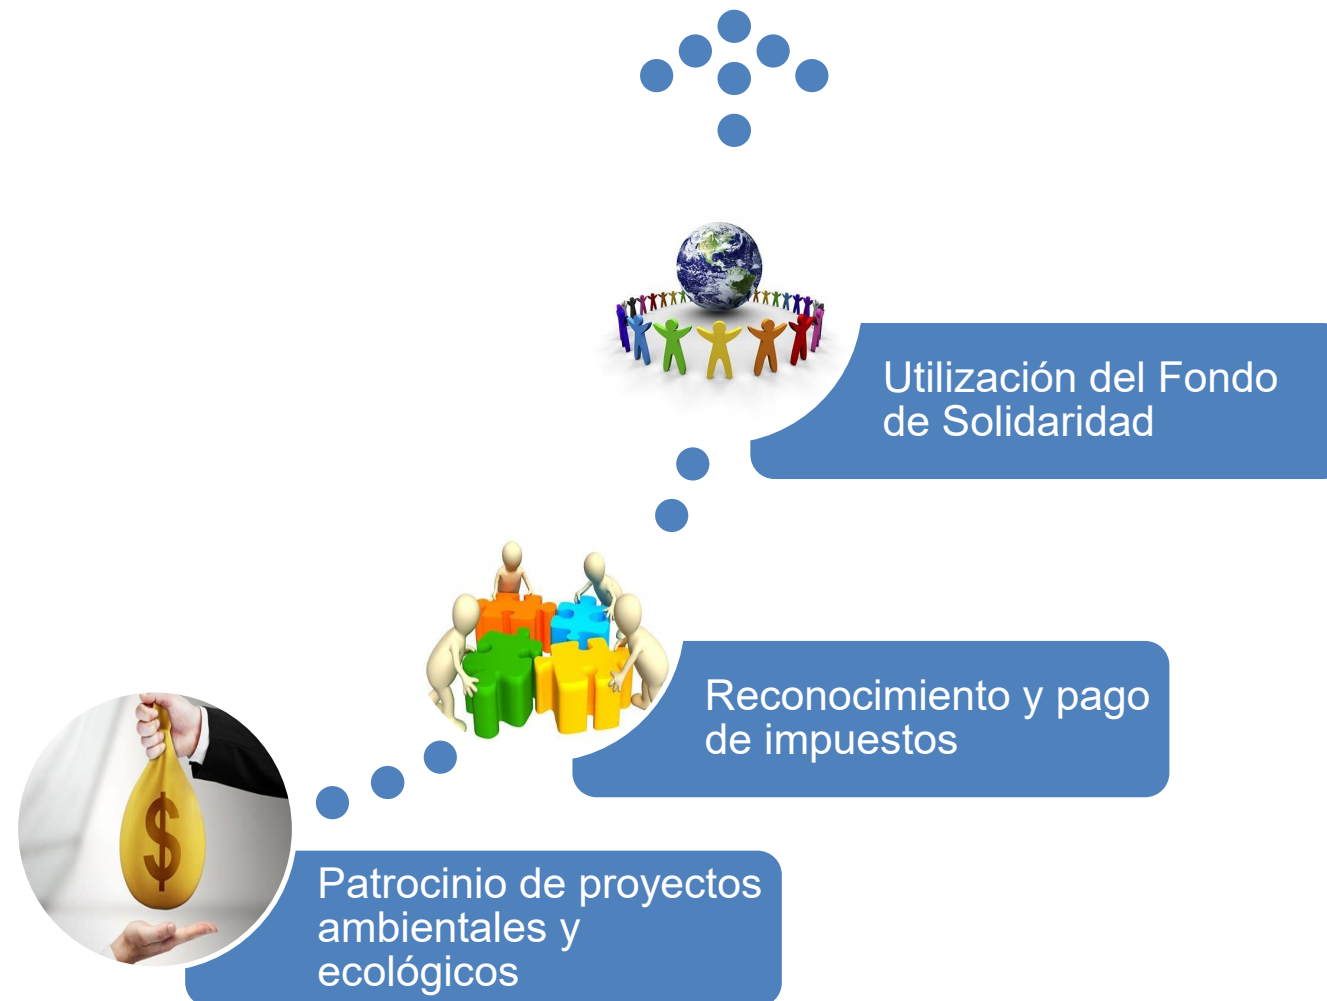 Utilización del Fondo
de Solidaridad
Reconocimiento y pago
de impuestos
$
Patrocinio de proyectos
ambientales y
ecológicos